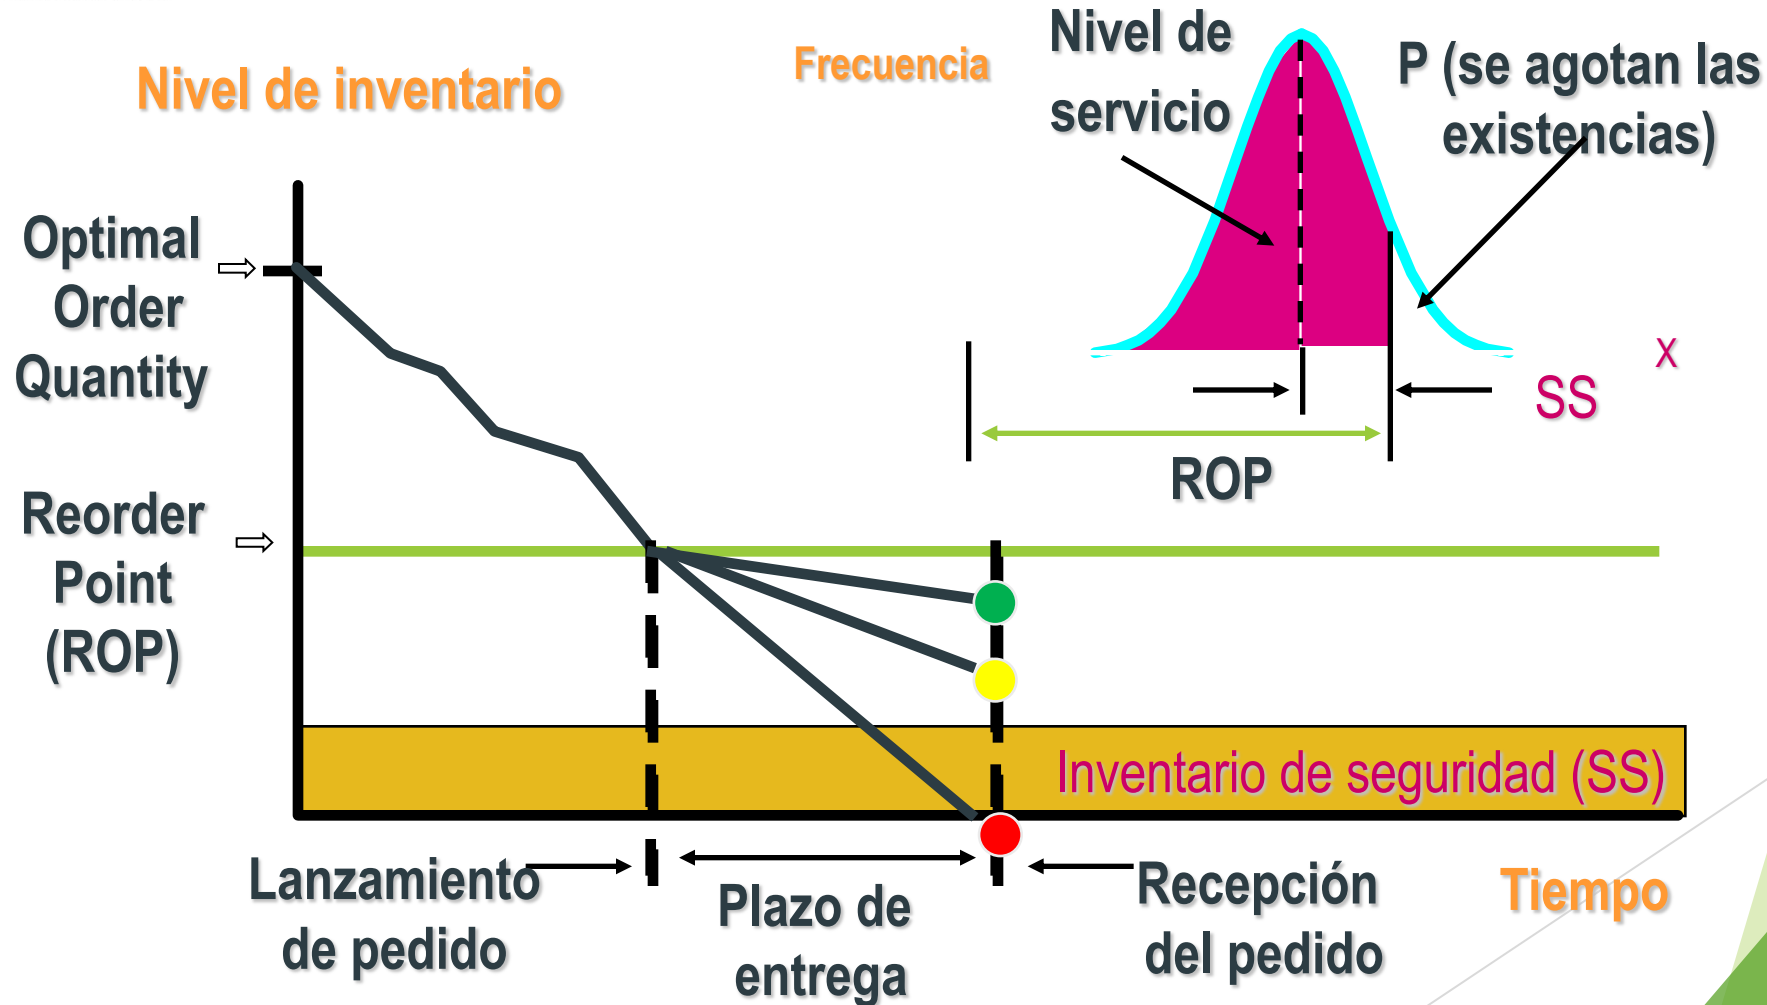 Nivel de inventario
Frecuencia
Nivel de
servicio
P (se agotan las
existencias)
Optimal
Order
Quantity
X
SS
ROP
Reorder
Point
(ROP)
Inventario de seguridad (SS)
Lanzamiento
de pedido
Plazo de
entrega
Recepción
del pedido
Tiempo